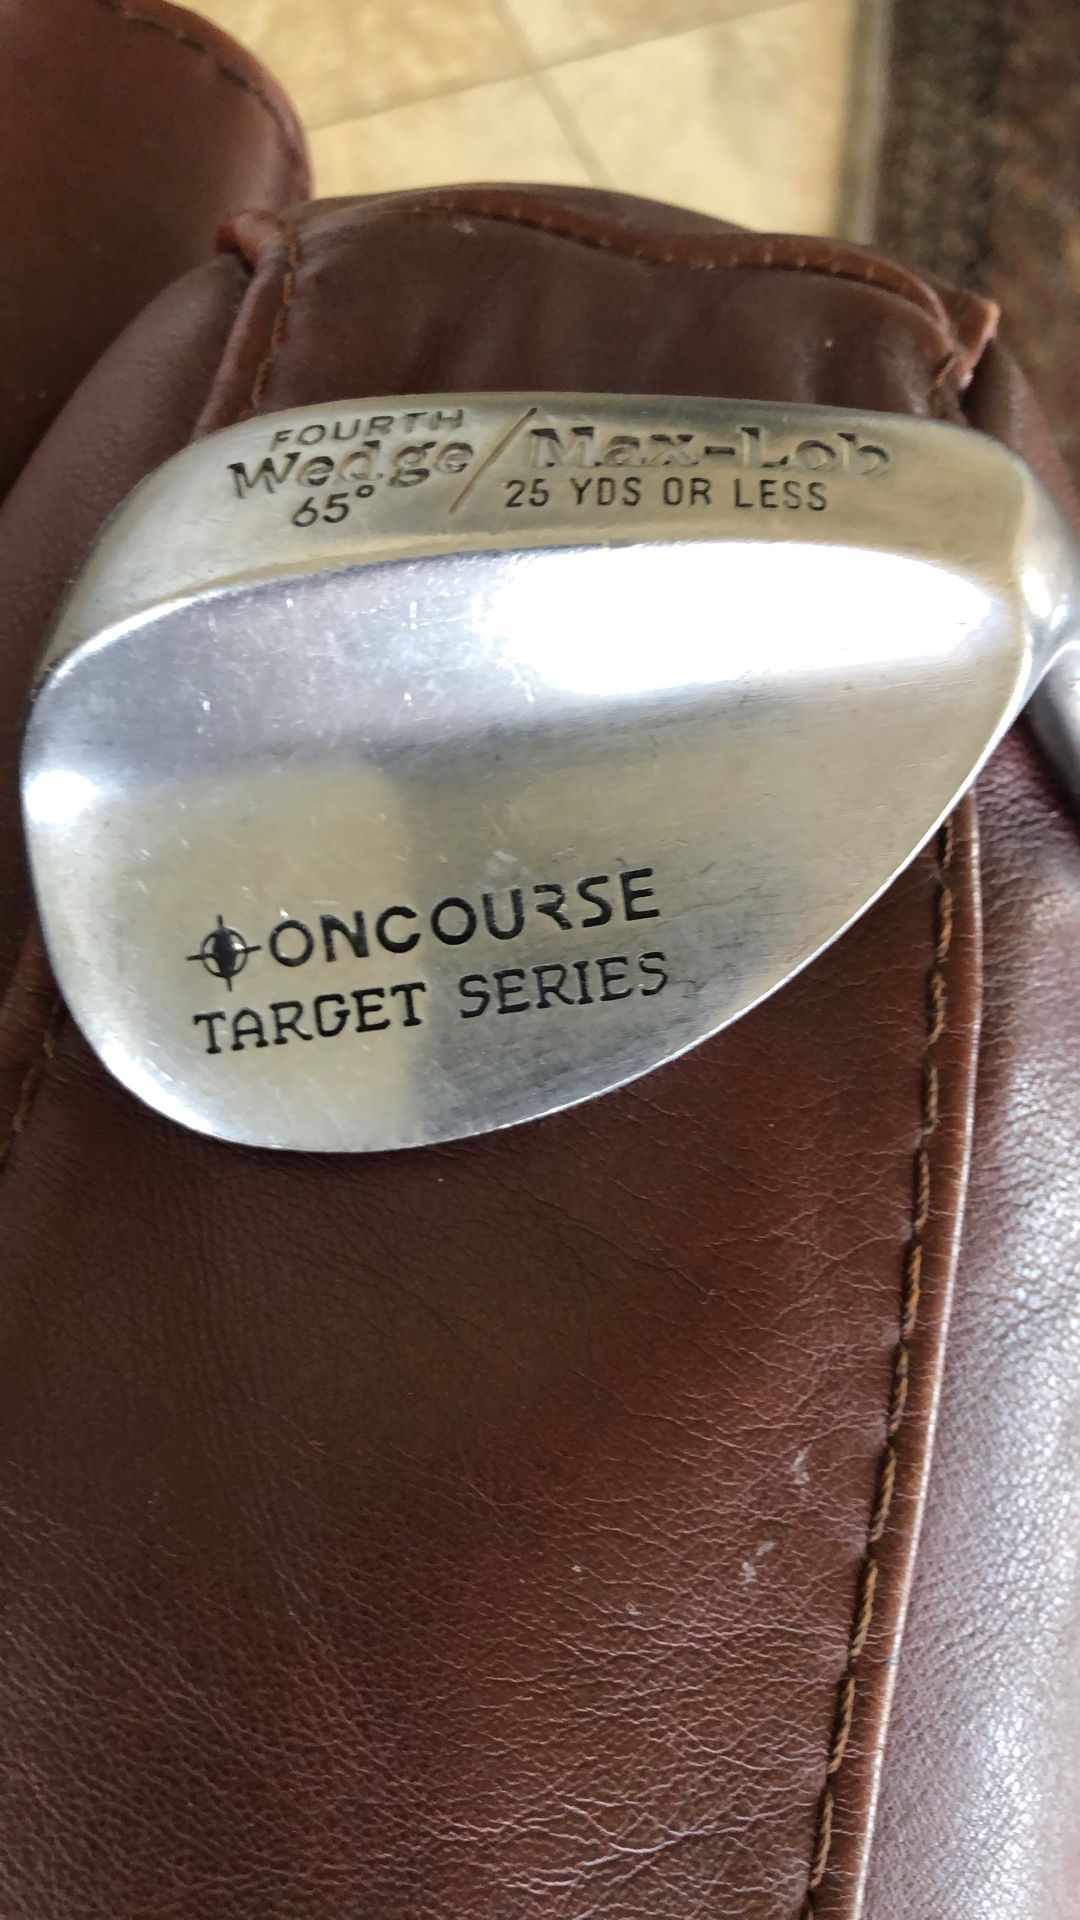 FOURTH
Wedge / Max-Lob
65° 25 YDS OR LESS
ONCOURSE
TARGET SERIES